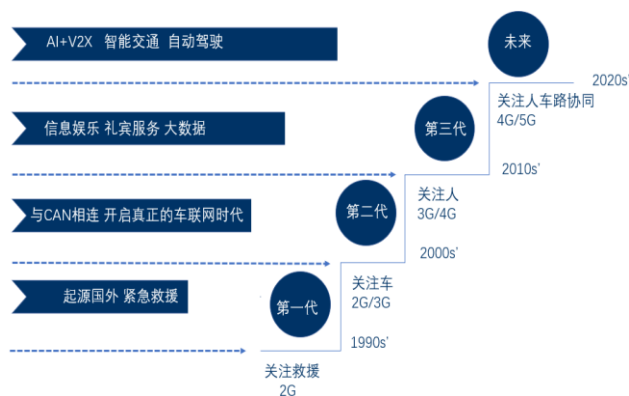 AI+V2X 智能交通 自动驾驶
未来
2020s'
关注人车路协同
4G/5G
信息娱乐 礼宾服务 大数据
第三代
2010s'
关注人
3G/4G
与CAN相连 开启真正的车联网时代
第二代
2000s'
关注车
2G/3G
起源国外 紧急救援
第一代
1990s'
关注救援
2G